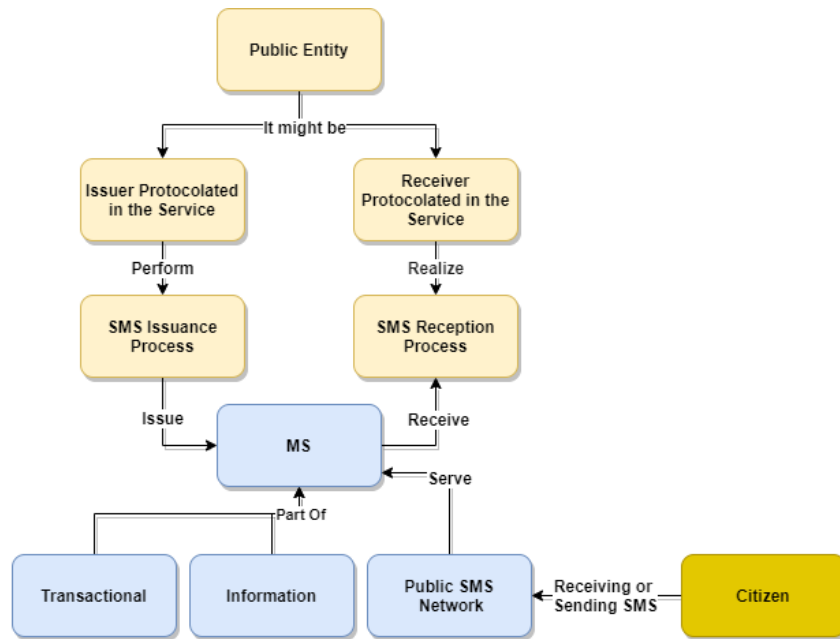 Public Entity
It might be
Issuer Protocolated
in the Service
Receiver
Protocolated in the
Service
Perform
Realize
SMS Issuance
Process
SMS Reception
Process
Issue
Receive
MS
Serve
Part Of
Transactional
Information
Public SMS
Network
Receiving or
Sending SMS
Citizen